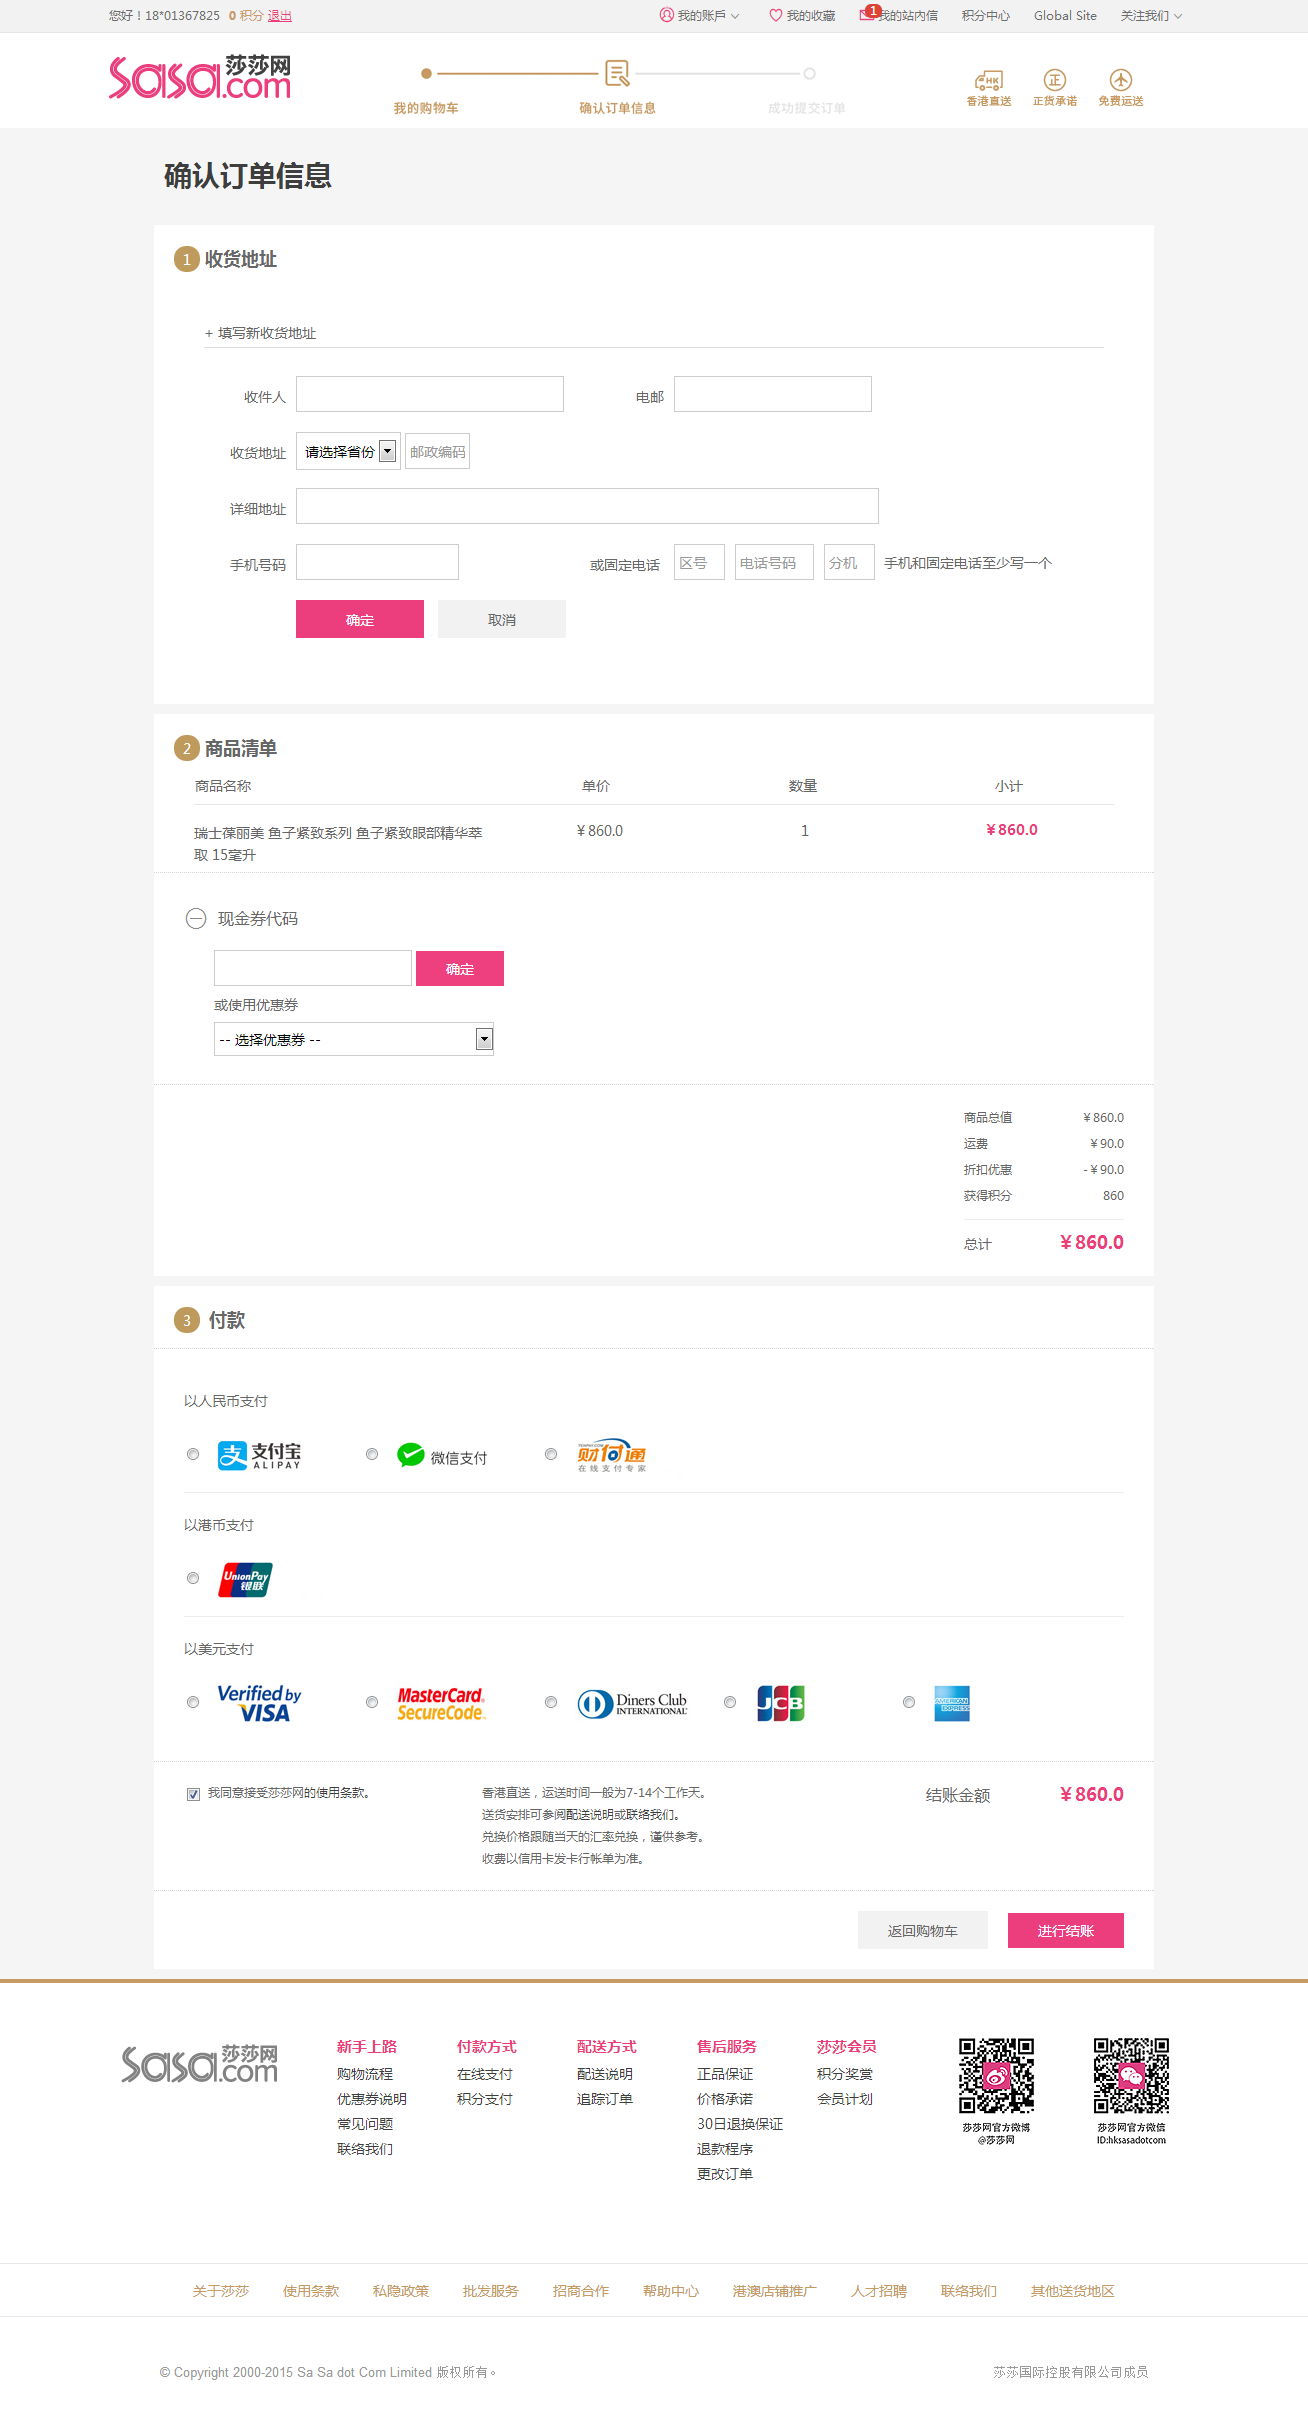 您好！18*01367825 0 积分 退出 我的账戶 我的收藏 1 我的站内信 积分中心 Global Site 关注我们
sasa.com 莎莎网
我的购物车 确认订单信息 成功提交订单
HK 正
香港直送 正货承诺 免费运送
确认订单信息
1 收货地址
+ 填写新收货地址
收件人 电邮
收货地址 请选择省份 邮政编码
详细地址
手机号码 或固定电话 区号 电话号码 分机 手机和固定电话至少写一个
确定 取消
2 商品清单
商品名称 单价 数量 小计
瑞士葆丽美 鱼子紧致系列 鱼子紧致眼部精华萃 ￥860.0 1 ￥860.0
取 15毫升
现金券代码
确定
或使用优惠券
-- 选择优惠券 --
商品总值 ￥860.0
运费 ￥90.0
折扣优惠 -￥90.0
获得积分 860
总计 ￥860.0
3 付款
以人民币支付
支 支付宝 ALIPAY 微信支付 TENPAY.COM 财付通 在线支付专家
以港币支付
UnionPay 银联
以美元支付
Verified by VISA MasterCard. SecureCode. Diners Club INTERNATIONAL JCB AMERICAN EXPRESS
我同意接受莎莎网的使用条款。 香港直送，运送时间一般为7-14个工作天。 结账金额 ￥860.0
送货安排可参阅配送说明或联络我们。
兑换价格跟随当天的汇率兑换，谨供参考。
收费以信用卡发卡行帐单为准。
返回购物车 进行结账
sasa.com 莎莎网
新手上路 付款方式 配送方式 售后服务 莎莎会员
购物流程 在线支付 配送说明 正品保证 积分奖赏
优惠券说明 积分支付 追踪订单 价格承诺 会员计划
常见问题 30日退换保证
联络我们 退款程序
更改订单
莎莎网官方微博 莎莎网官方微信
@莎莎网 ID:hksasadotcom
关于莎莎 使用条款 私隐政策 批发服务 招商合作 帮助中心 港澳店铺推广 人才招聘 联络我们 其他送货地区
© Copyright 2000-2015 Sa Sa dot Com Limited 版权所有。 莎莎国际控股有限公司成员